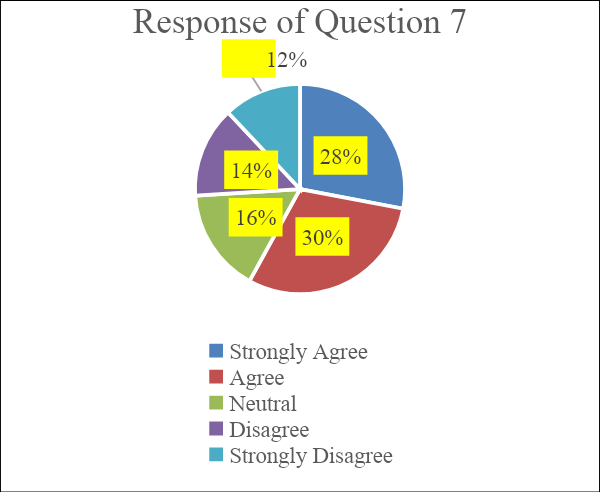 Response of Question 7
12%
28%
14%
16%
30%
Strongly Agree
Agree
Neutral
Disagree
Strongly Disagree